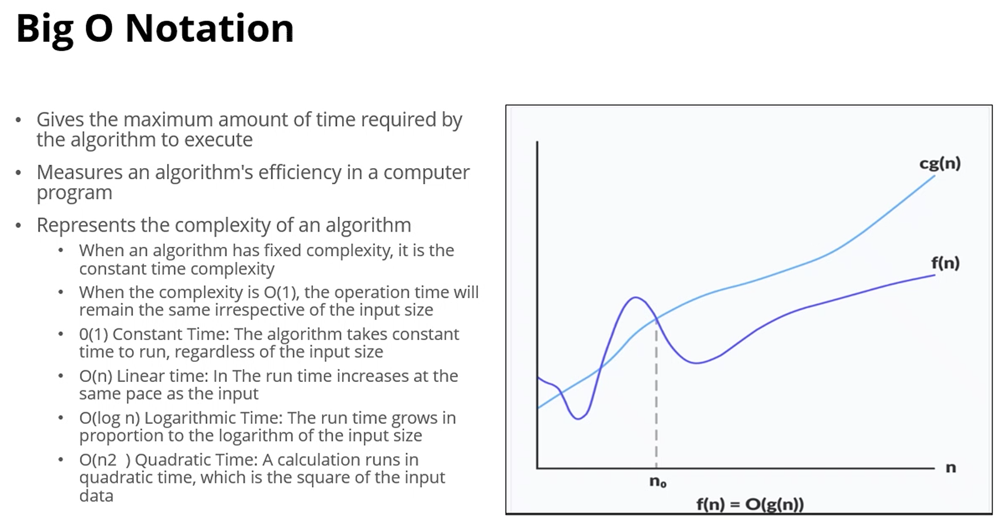 Big O Notation
• Gives the maximum amount of time required by
the algorithm to execute
• Measures an algorithm's efficiency in a computer
program
• Represents the complexity of an algorithm
• When an algorithm has fixed complexity, it is the
constant time complexity
• When the complexity is O(1), the operation time will
remain the same irrespective of the input size
• 0(1) Constant Time: The algorithm takes constant
time to run, regardless of the input size
• O(n) Linear time: In The run time increases at the
same pace as the input
• O(log n) Logarithmic Time: The run time grows in
proportion to the logarithm of the input size
• O(n2  ) Quadratic Time: A calculation runs in
quadratic time, which is the square of the input
data
cg(n)
f(n)
n
n₀
f(n) = O(g(n))